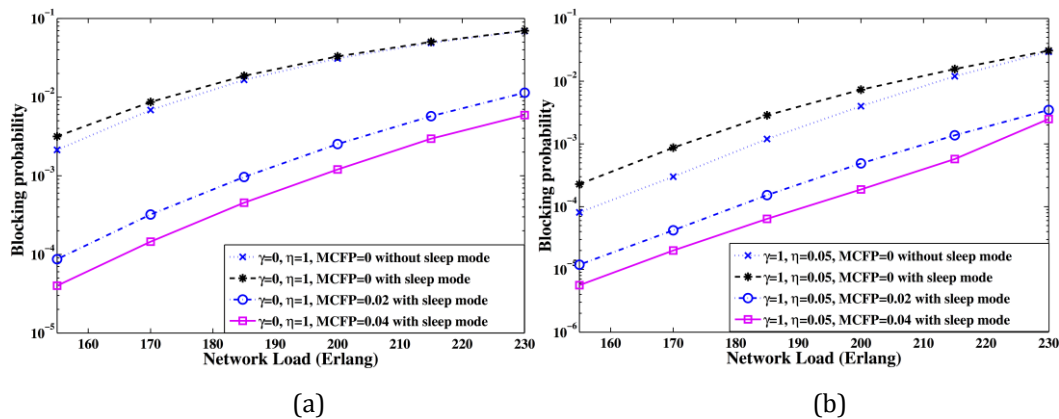 10⁻¹
10⁻²
10⁻³
10⁻⁴
10⁻⁵
Blocking probability
γ=0, η=1, MCFP=0 without sleep mode
γ=0, η=1, MCFP=0 with sleep mode
γ=0, η=1, MCFP=0.02 with sleep mode
γ=0, η=1, MCFP=0.04 with sleep mode
160 170 180 190 200 210 220 230
Network Load (Erlang)
(a)
10⁻¹
10⁻²
10⁻³
10⁻⁴
10⁻⁵
10⁻⁶
Blocking probability
γ=1, η=0.05, MCFP=0 without sleep mode
γ=1, η=0.05, MCFP=0 with sleep mode
γ=1, η=0.05, MCFP=0.02 with sleep mode
γ=1, η=0.05, MCFP=0.04 with sleep mode
160 170 180 190 200 210 220 230
Network Load (Erlang)
(b)